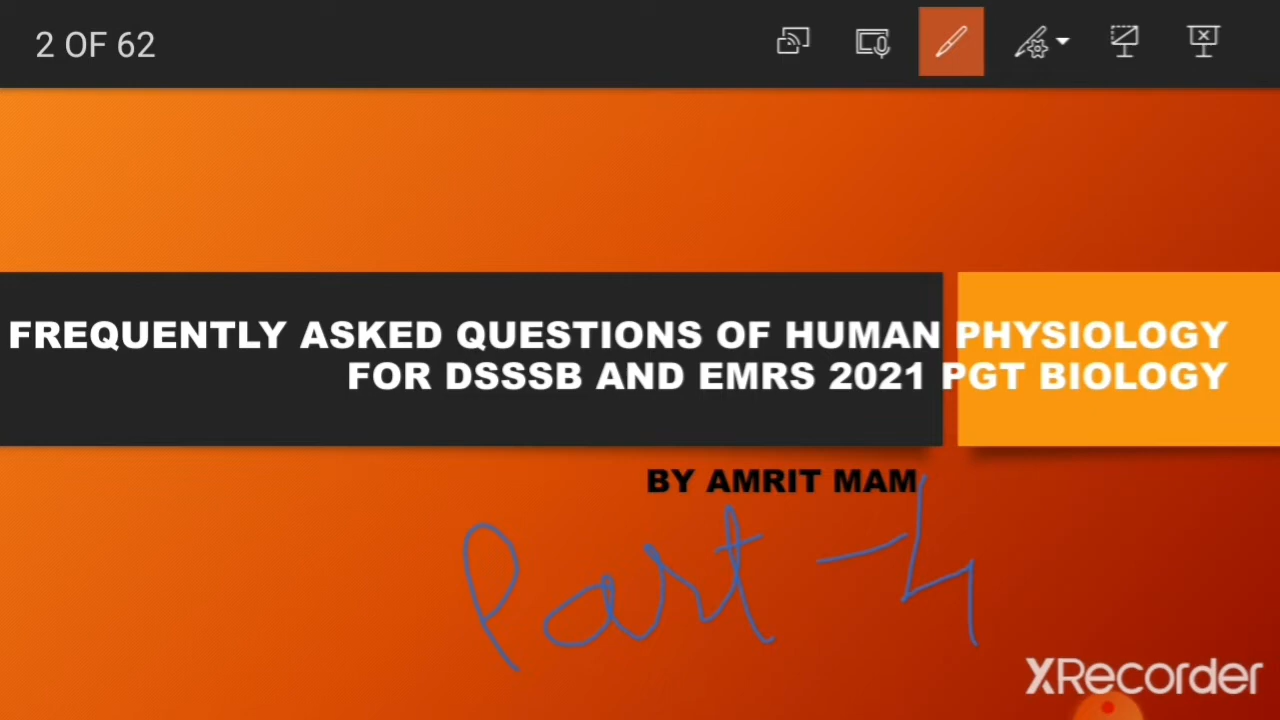 2 OF 62
FREQUENTLY ASKED QUESTIONS OF HUMAN PHYSIOLOGY
FOR DSSSB AND EMRS 2021 PGT BIOLOGY
BY AMRIT MAM
Part - 4
XRecorder